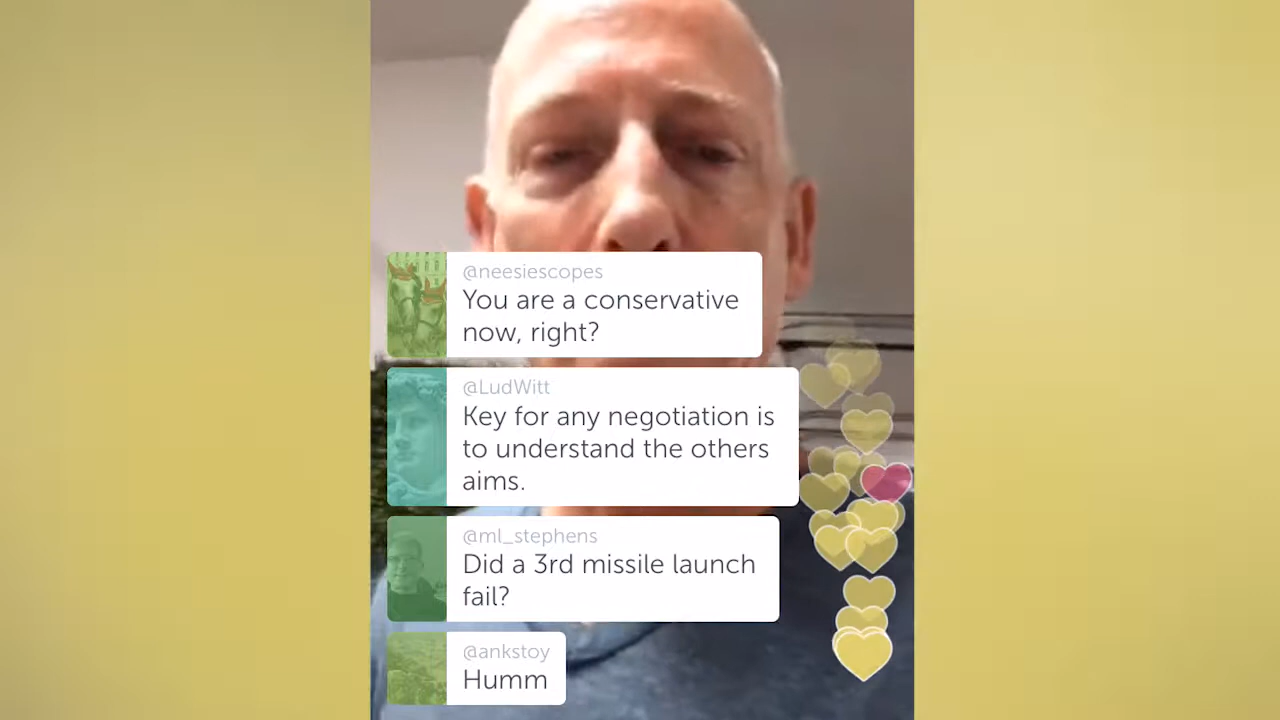 @neesiescopes
You are a conservative
now, right?
@LudWitt
Key for any negotiation is
to understand the others
aims.
@ml_stephens
Did a 3rd missile launch
fail?
@ankstoy
Humm